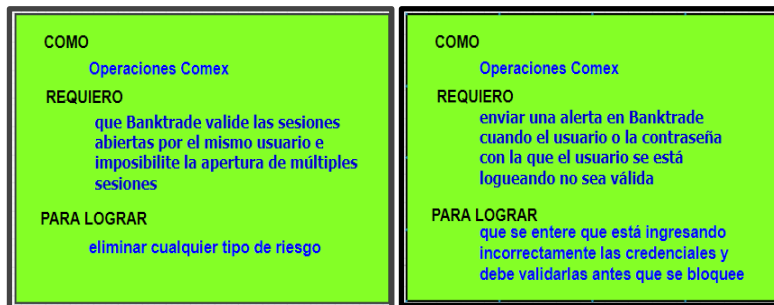 COMO
Operaciones Comex
REQUIERO
que Banktrade valide las sesiones
abiertas por el mismo usuario e
imposibilite la apertura de múltiples
sesiones
PARA LOGRAR
eliminar cualquier tipo de riesgo
COMO
Operaciones Comex
REQUIERO
enviar una alerta en Banktrade
cuando el usuario o la contraseña
con la que el usuario se está
logueando no sea válida
PARA LOGRAR
que se entere que está ingresando
incorrectamente las credenciales y
debe validarlas antes que se bloquee